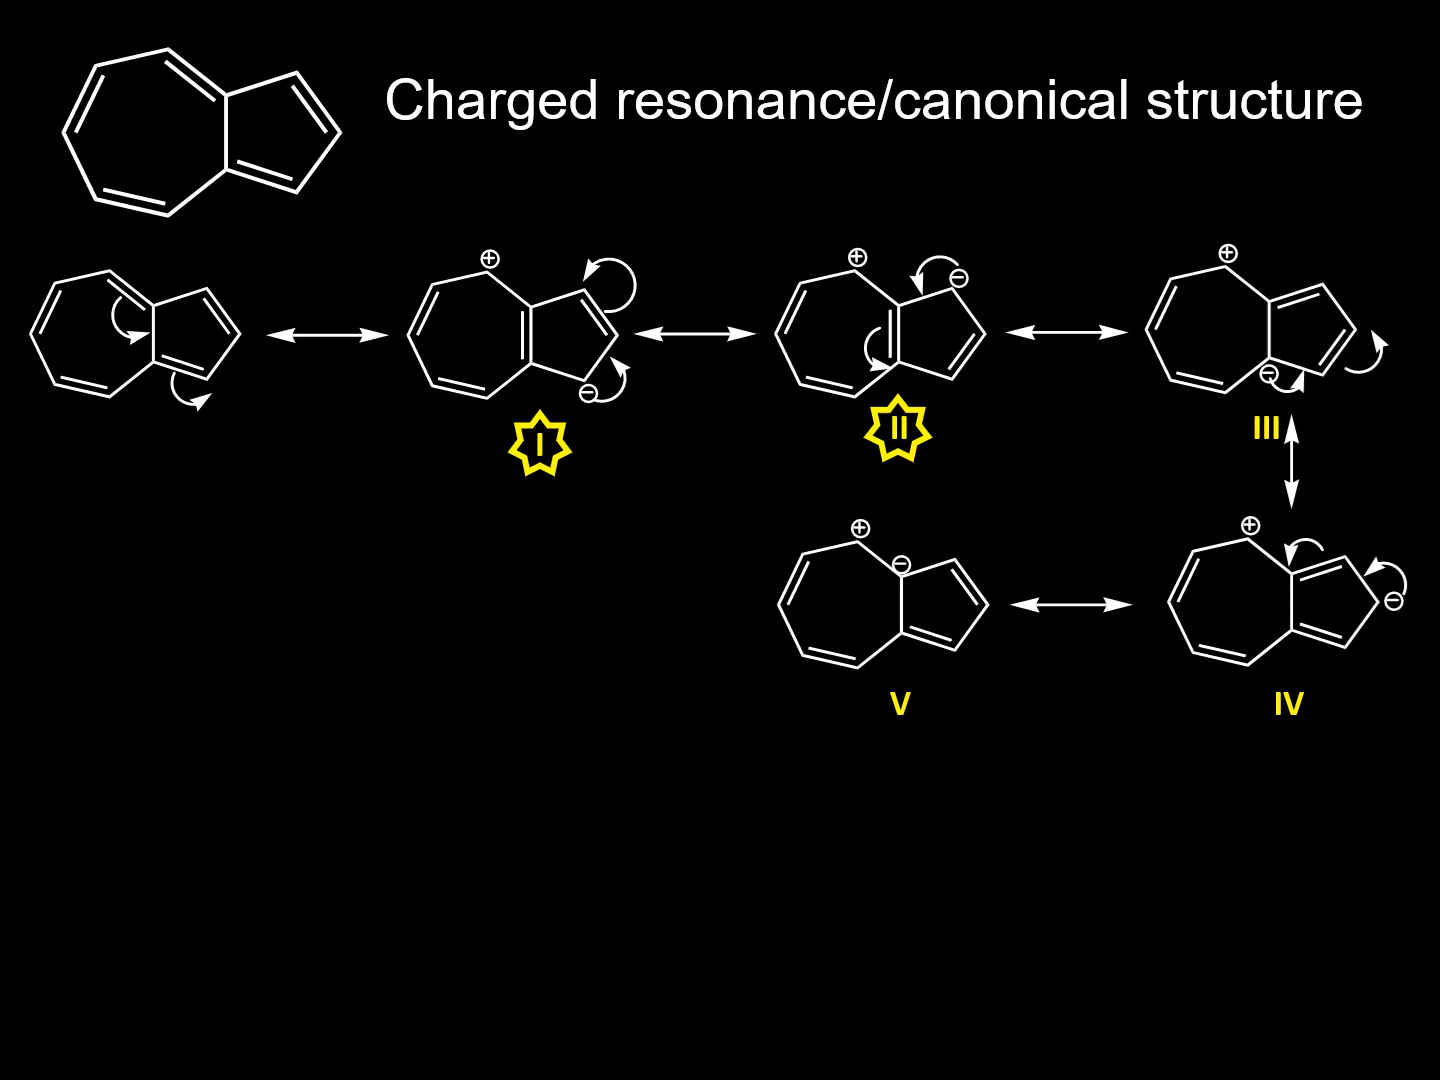 Charged resonance/canonical structure
⊕ ⊕ ⊕
⊖
⊖ ⊖
I II III
⊕ ⊕
⊖ ⊖
V IV